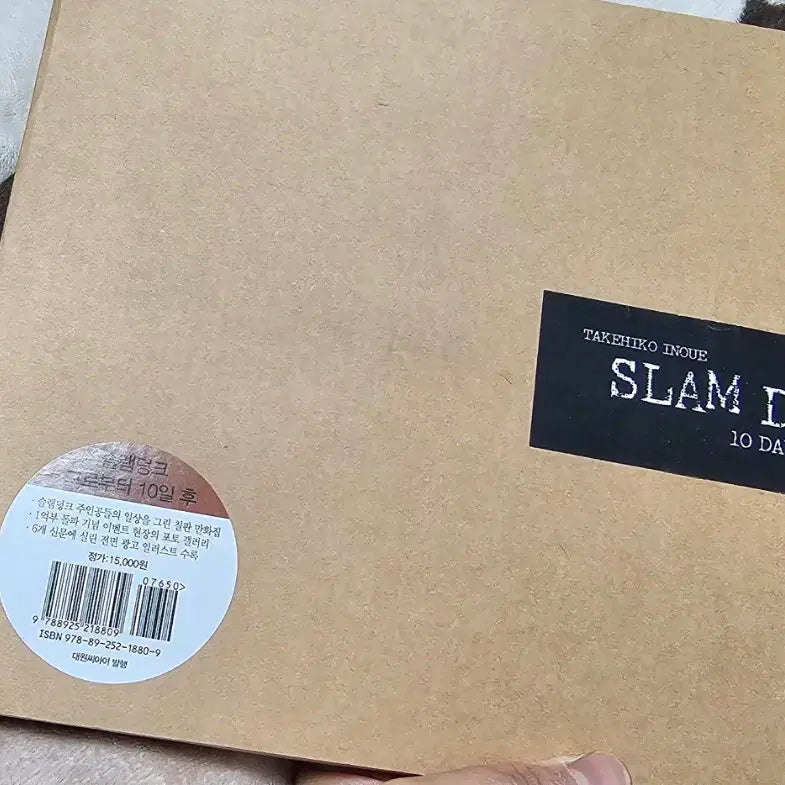 TAKEHIKO INOUE
SLAM D
10 DA
슬램덩크
그로부터 10일 후
· 슬램덩크 주인공들의 일상을 그린 칠판 만화집
· 1억부 돌파 기념 이벤트 현장의 포토 갤러리
· 6개 신문에 실린 전면 광고 일러스트 수록
정가:15,000원
07650>
9 788925 218809
ISBN 978-89-252-1880-9
대원씨아이 발행